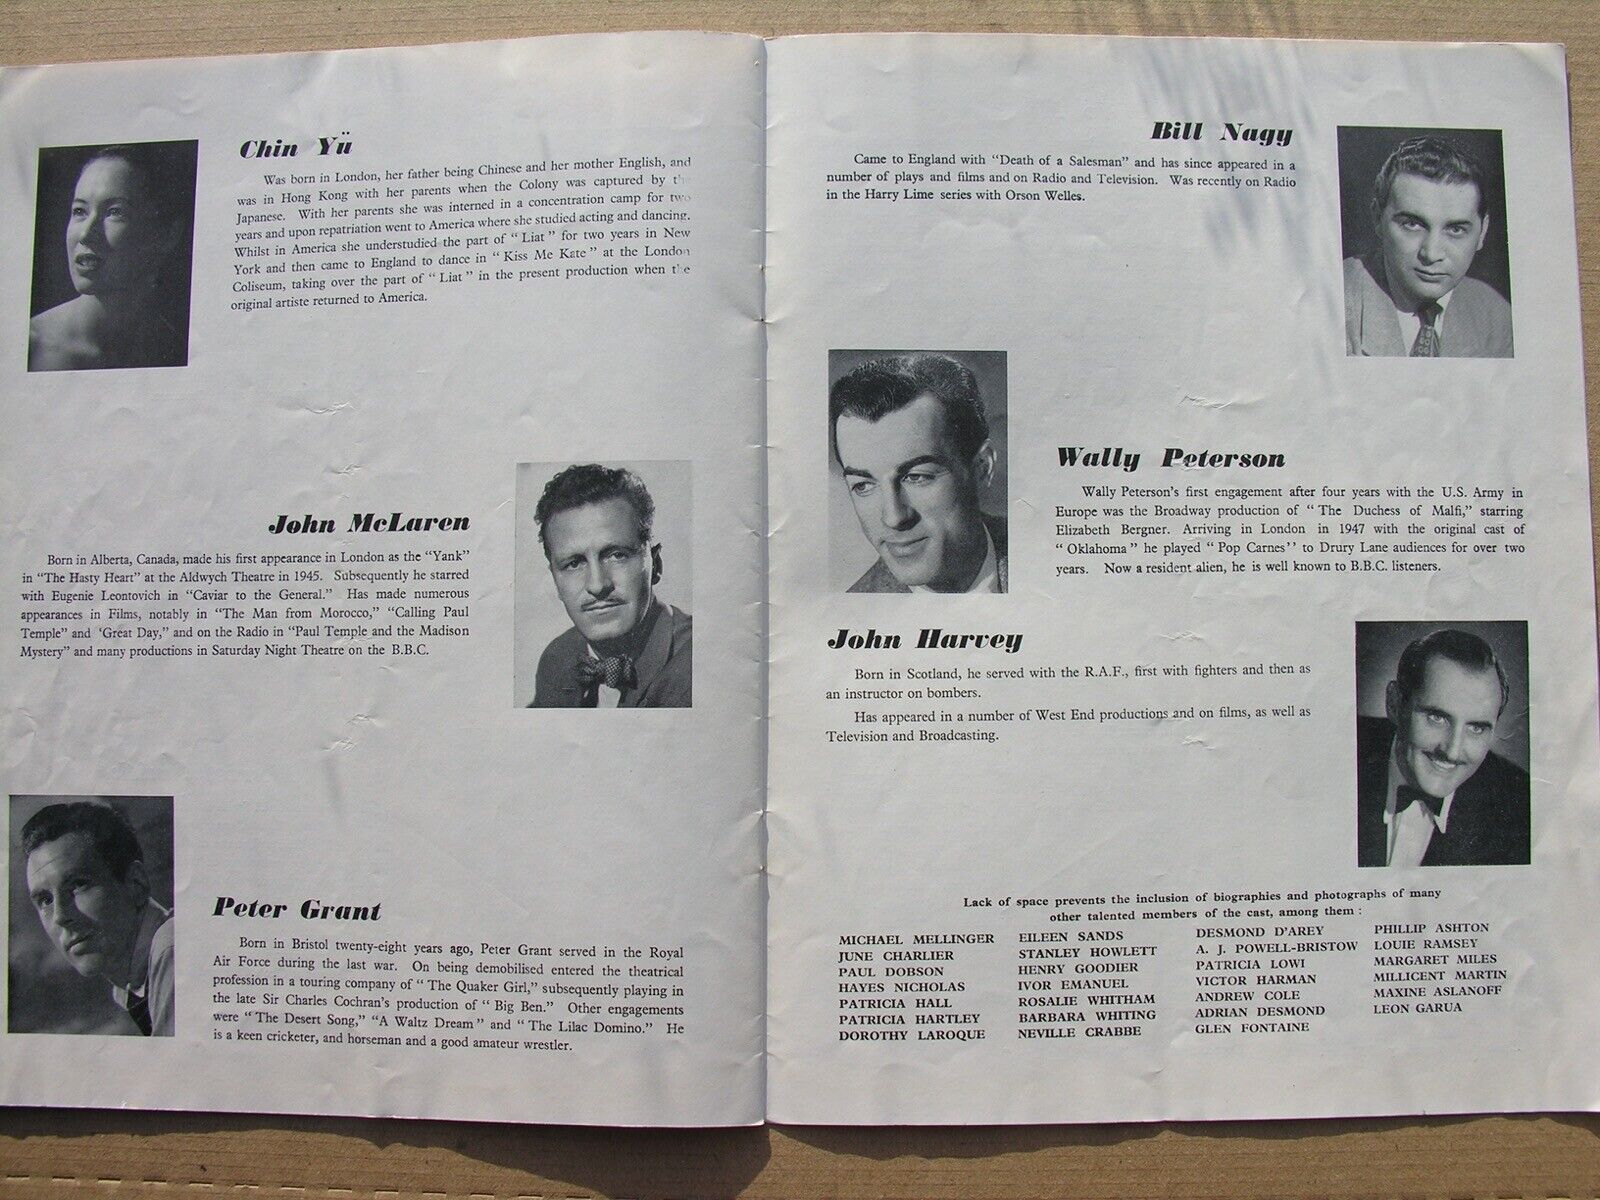 Chin Yü
Was born in London, her father being Chinese and her mother English, and
was in Hong Kong with her parents when the Colony was captured by the
Japanese. With her parents she was interned in a concentration camp for two
years and upon repatriation went to America where she studied acting and dancing.
Whilst in America she understudied the part of "Liat" for two years in New
York and then came to England to dance in "Kiss Me Kate" at the London
Coliseum, taking over the part of "Liat" in the present production when the
original artiste returned to America.
John McLaren
Born in Alberta, Canada, made his first appearance in London as the "Yank"
in "The Hasty Heart" at the Aldwych Theatre in 1945. Subsequently he starred
with Eugenie Leontovich in "Caviar to the General." Has made numerous
appearances in Films, notably in "The Man from Morocco," "Calling Paul
Temple" and 'Great Day," and on the Radio in "Paul Temple and the Madison
Mystery" and many productions in Saturday Night Theatre on the B.B.C.
Peter Grant
Born in Bristol twenty-eight years ago, Peter Grant served in the Royal
Air Force during the last war. On being demobilised entered the theatrical
profession in a touring company of "The Quaker Girl," subsequently playing in
the late Sir Charles Cochran's production of "Big Ben." Other engagements
were "The Desert Song," "A Waltz Dream" and "The Lilac Domino." He
is a keen cricketer, and horseman and a good amateur wrestler.
Bill Nagy
Came to England with "Death of a Salesman" and has since appeared in a
number of plays and films and on Radio and Television. Was recently on Radio
in the Harry Lime series with Orson Welles.
Wally Peterson
Wally Peterson's first engagement after four years with the U.S. Army in
Europe was the Broadway production of "The Duchess of Malfi," starring
Elizabeth Bergner. Arriving in London in 1947 with the original cast of
"Oklahoma" he played "Pop Carnes" to Drury Lane audiences for over two
years. Now a resident alien, he is well known to B.B.C. listeners.
John Harvey
Born in Scotland, he served with the R.A.F., first with fighters and then as
an instructor on bombers.
Has appeared in a number of West End productions and on films, as well as
Television and Broadcasting.
Lack of space prevents the inclusion of biographies and photographs of many
other talented members of the cast, among them :
MICHAEL MELLINGER
JUNE CHARLIER
PAUL DOBSON
HAYES NICHOLAS
PATRICIA HALL
PATRICIA HARTLEY
DOROTHY LAROQUE
EILEEN SANDS
STANLEY HOWLETT
HENRY GOODIER
IVOR EMANUEL
ROSALIE WHITHAM
BARBARA WHITING
NEVILLE CRABBE
DESMOND D'AREY
A. J. POWELL-BRISTOW
PATRICIA LOWI
VICTOR HARMAN
ANDREW COLE
ADRIAN DESMOND
GLEN FONTAINE
PHILLIP ASHTON
LOUIE RAMSEY
MARGARET MILES
MILLICENT MARTIN
MAXINE ASLANOFF
LEON GARUA